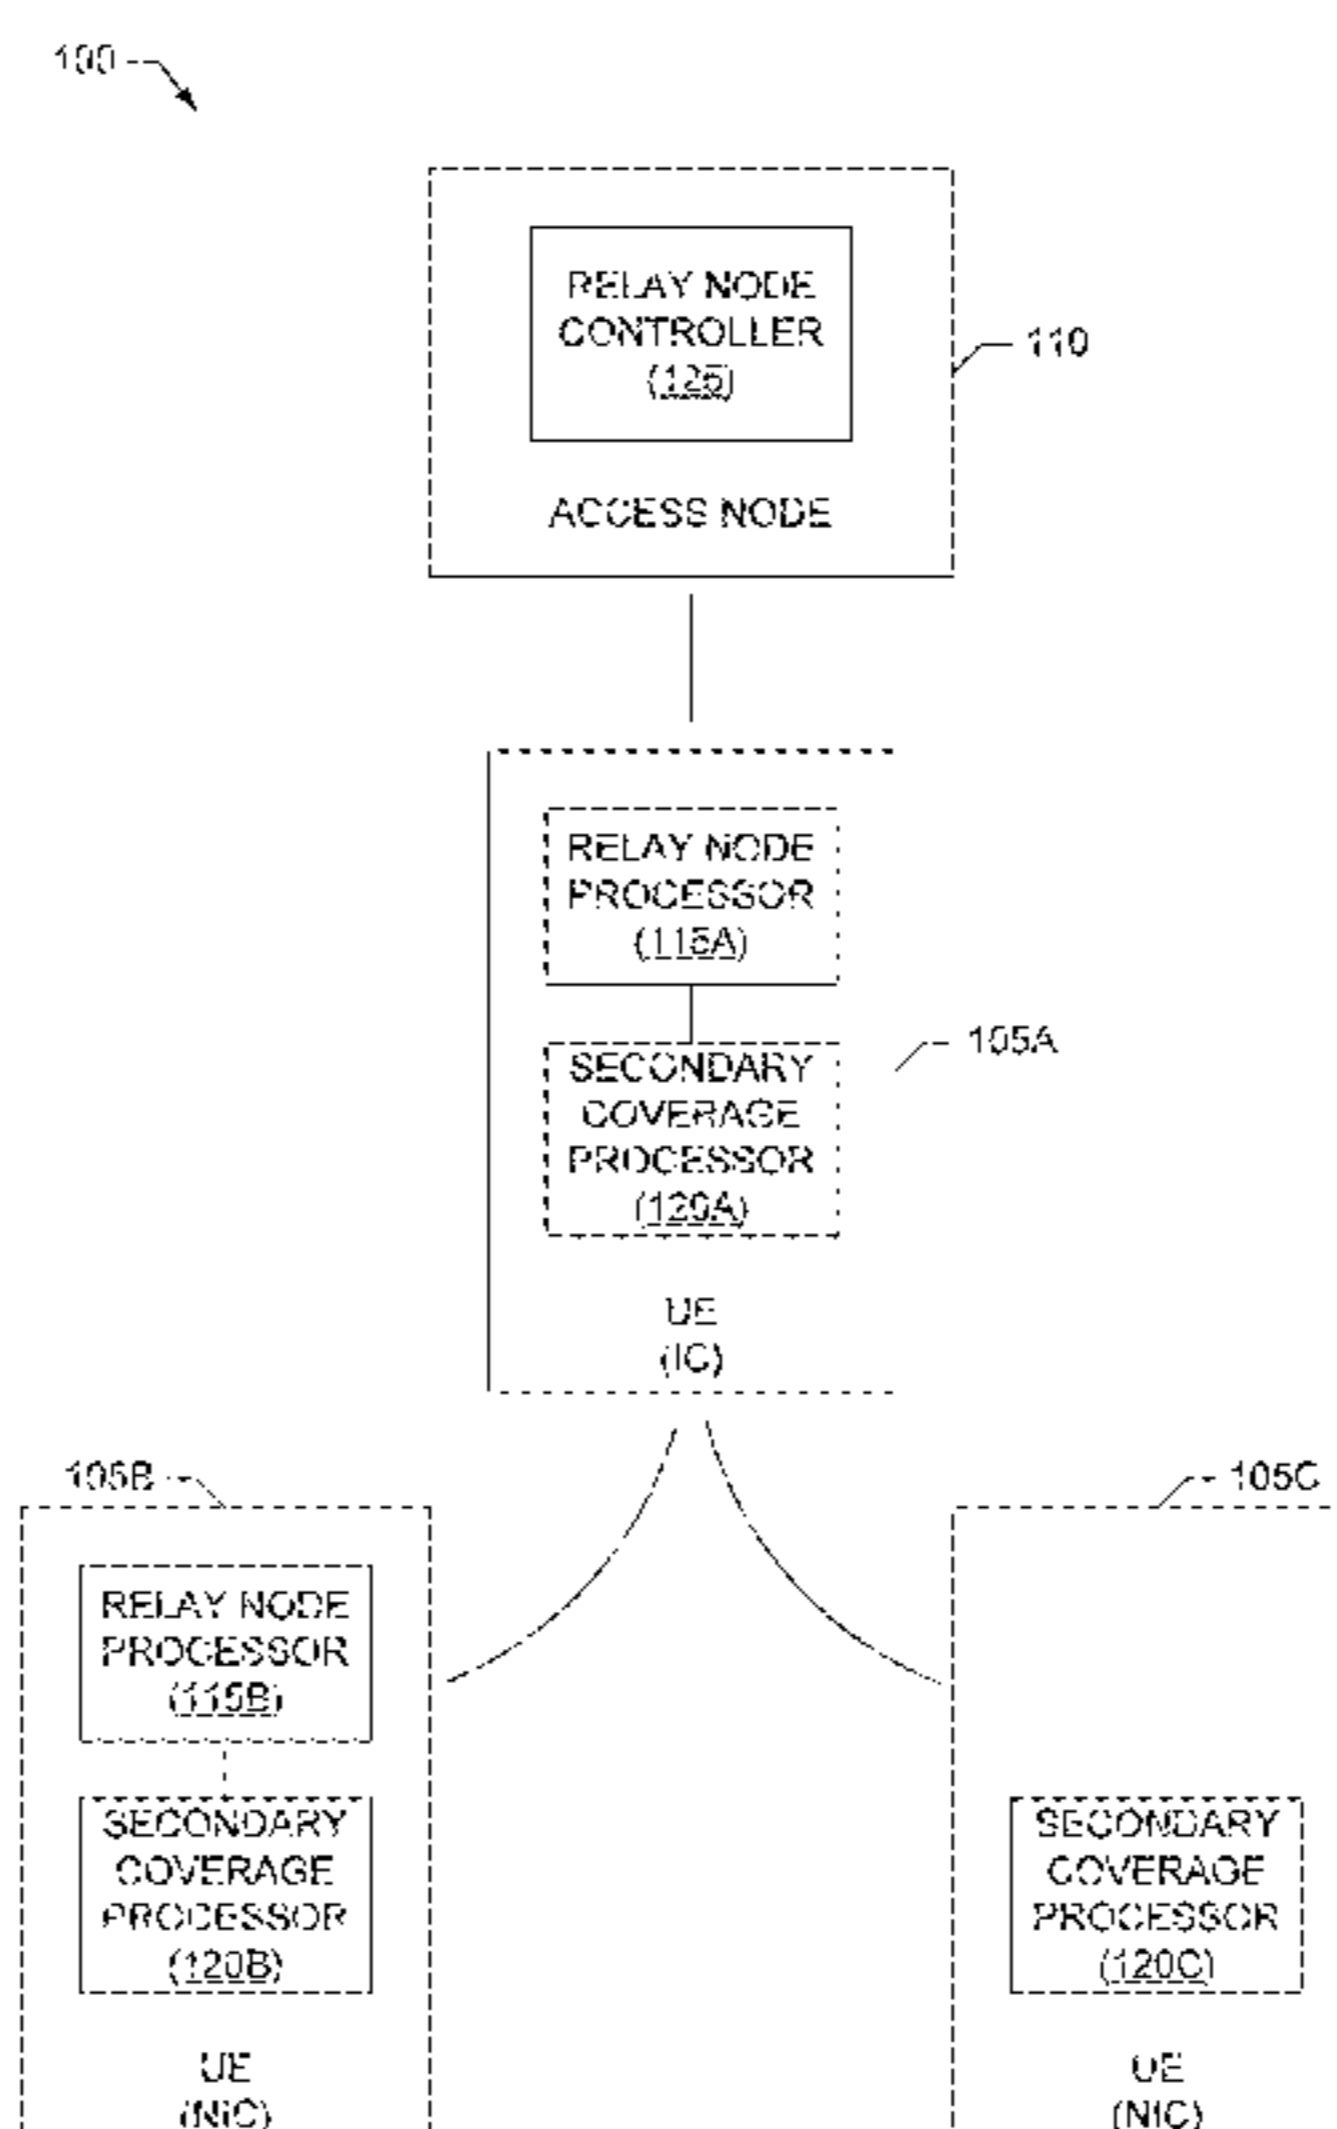 100
RELAY NODE
CONTROLLER
(125)
110
ACCESS NODE
RELAY NODE
PROCESSOR
(115A)
SECONDARY
COVERAGE
PROCESSOR
(120A)
105A
UE
(IC)
105B
105C
RELAY NODE
PROCESSOR
(115B)
SECONDARY
COVERAGE
PROCESSOR
(120B)
UE
(NIC)
SECONDARY
COVERAGE
PROCESSOR
(120C)
UE
(NIC)